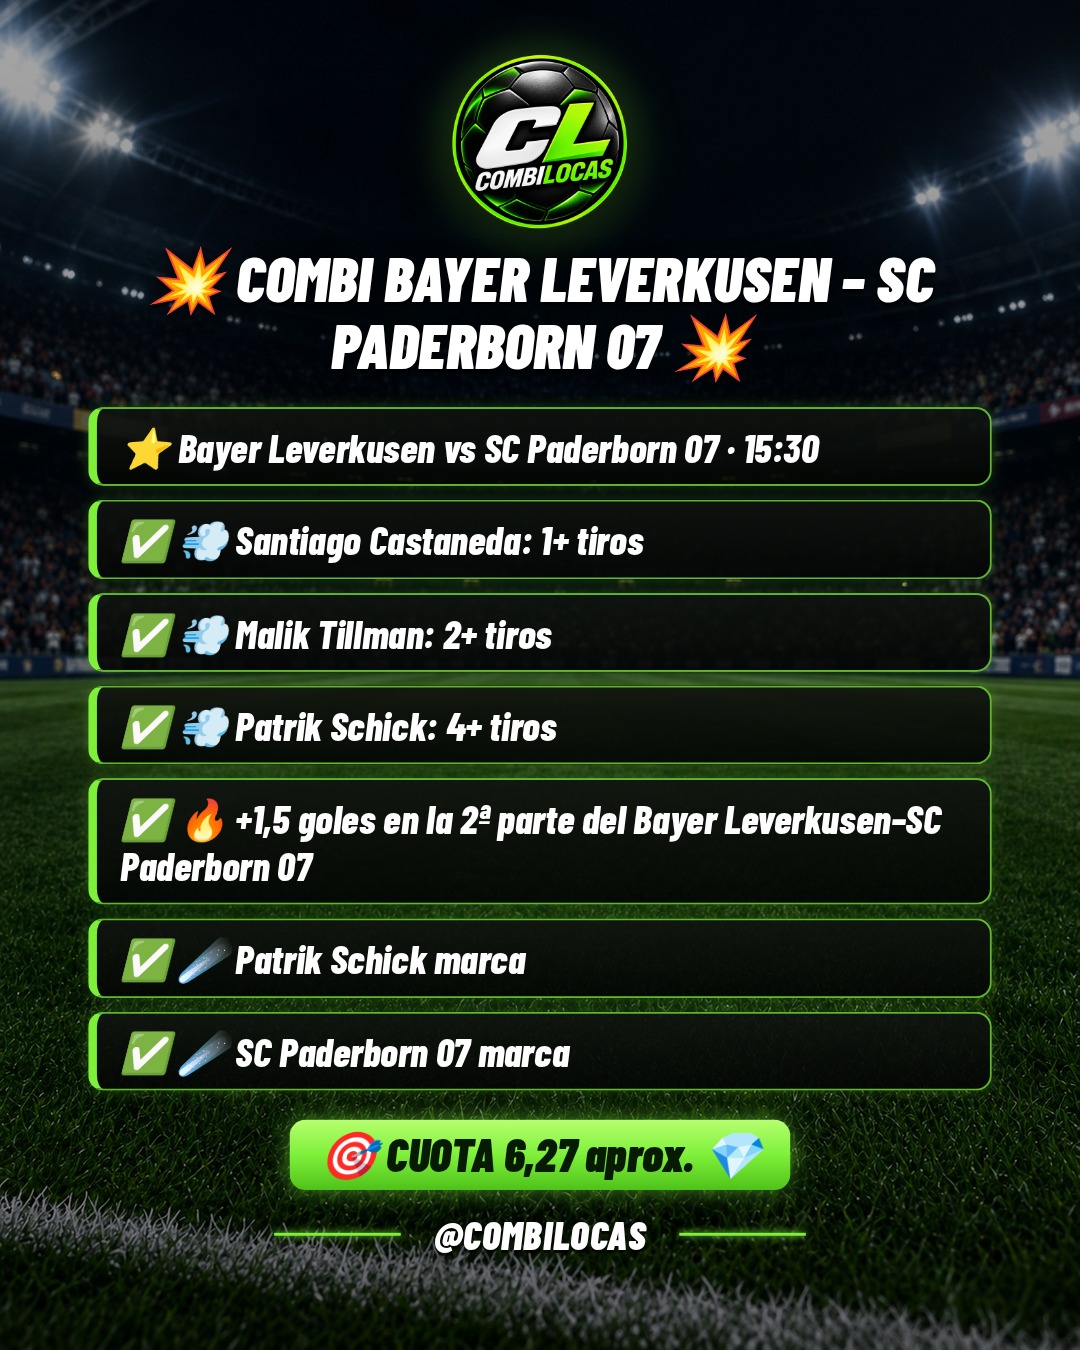 CL
COMBILOCAS
💥 COMBI BAYER LEVERKUSEN – SC
PADERBORN 07 💥
⭐ Bayer Leverkusen vs SC Paderborn 07 · 15:30
✅ 💨 Santiago Castaneda: 1+ tiros
✅ 💨 Malik Tillman: 2+ tiros
✅ 💨 Patrik Schick: 4+ tiros
✅ 🔥 +1,5 goles en la 2ª parte del Bayer Leverkusen–SC
Paderborn 07
✅ ☄️ Patrik Schick marca
✅ ☄️ SC Paderborn 07 marca
🎯 CUOTA 6,27 aprox. 💎
@COMBILOCAS